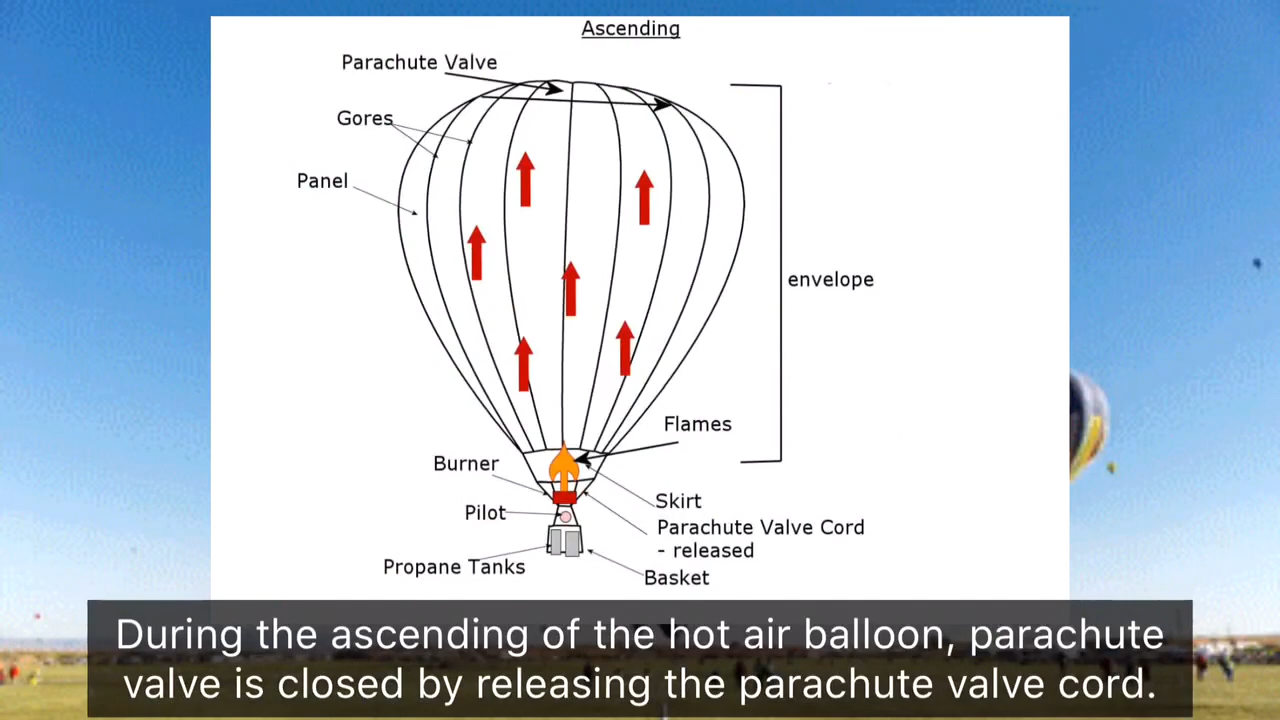 Ascending
Parachute Valve
Gores
Panel
envelope
Flames
Burner
Skirt
Pilot
Parachute Valve Cord
- released
Propane Tanks
Basket
During the ascending of the hot air balloon, parachute
valve is closed by releasing the parachute valve cord.